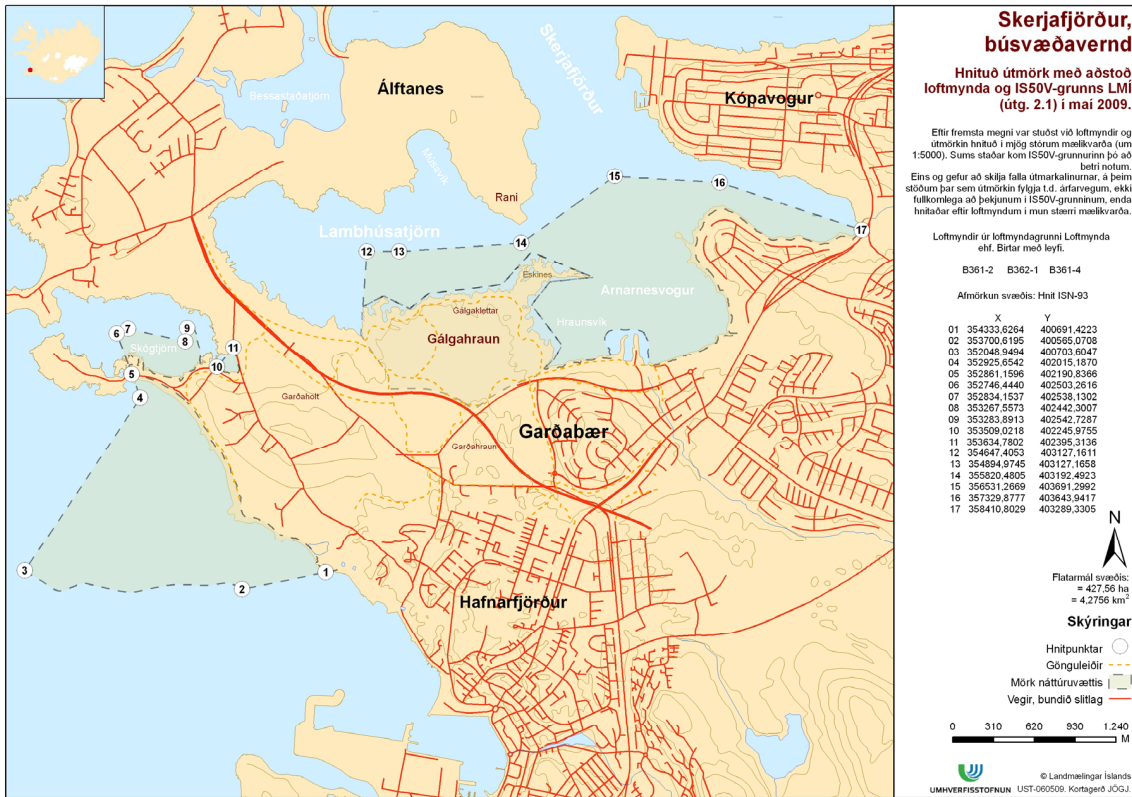 Skerjafjörður,
búsvæðavernd
Hnituð útmörk með aðstoð
loftmynda og IS50V-grunns LMÍ
(útg. 2.1) í maí 2009.
Eftir fremsta megni var stuðst við loftmyndir og
útmörkin hnituð í mjög stórum mælikvarða (um
1:5000). Sums staðar kom IS50V-grunnurinn þó að
betri notum.
Eins og gefur að skilja falla útmarkalínurnar, á þeim
stöðum þar sem útmörkin fylgja t.d. árfarvegum, ekki
fullkomlega að þekjunum í IS50V-grunninum, enda
hnitaðar eftir loftmyndum í mun stærri mælikvarða.
Loftmyndir úr loftmyndagrunni Loftmynda
ehf. Birtar með leyfi.
B361-2 B362-1 B361-4
Afmörkun svæðis: Hnit ISN-93
X Y
01 354333,6264 400691,4223
02 353700,6195 400565,0708
03 352048,9494 400703,6047
04 352925,6542 402015,1870
05 352861,1596 402190,8366
06 352746,4440 402503,2616
07 352834,1537 402538,1302
08 353267,5573 402442,3007
09 353283,8913 402542,7287
10 353509,0218 402245,9755
11 353634,7802 402395,3136
12 354647,4053 403127,1611
13 354894,9745 403127,1658
14 355820,4805 403192,4923
15 356531,2669 403691,2992
16 357329,8777 403643,9417
17 358410,8029 403289,3305
N
Flatarmál svæðis:
= 427,56 ha
= 4,2756 km²
Skýringar
Hnitpunktar
Gönguleiðir
Mörk náttúruvættis
Vegir, bundið slitlag
0 310 620 930 1.240
M
UMHVERFISSTOFNUN
© Landmælingar Íslands
UST-060509. Kortagerð JÖGJ.
Skerjafjörður
Bessastaðatjörn
Álftanes
Kópavogur
Músavík
Rani
15
16
17
Lambhúsatjörn
12
13
14
Eskines
Arnarnesvogur
Gálgaklettar
Hraunsvík
Gálgahraun
6
7
9
8
Skógtjörn
11
10
5
4
Garðaholt
Garðabær
Garðahraun
3
2
1
Hafnarfjörður